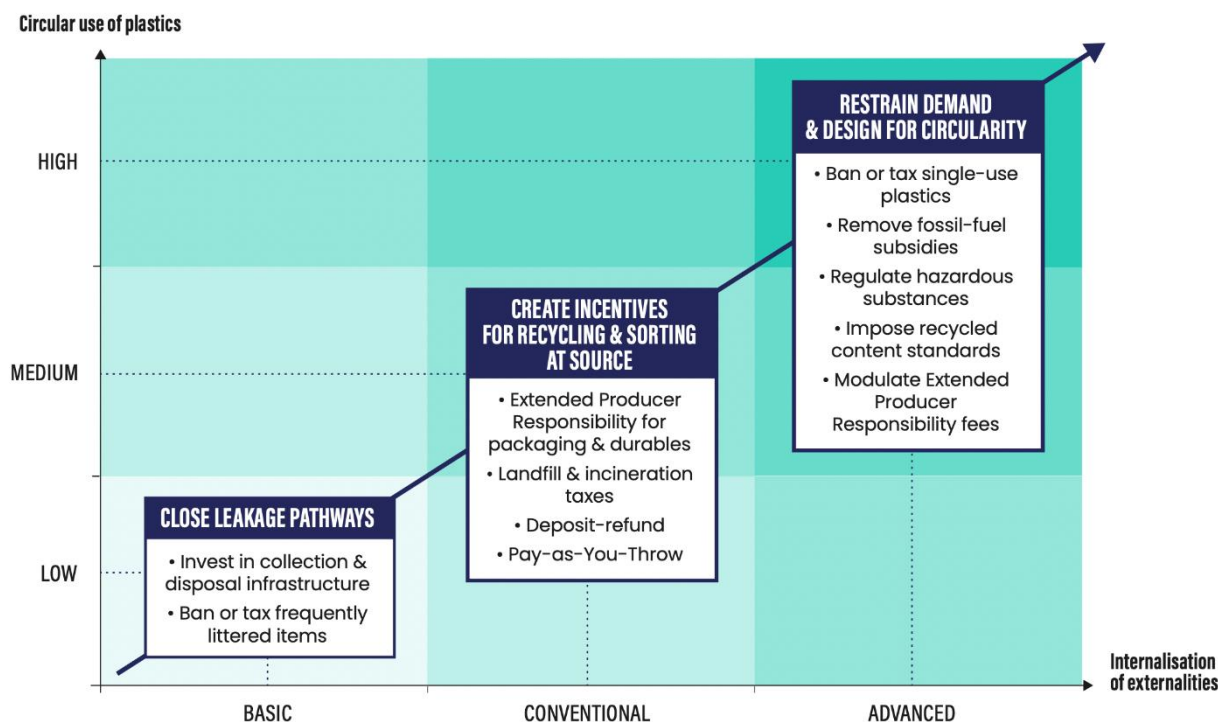 Circular use of plastics
HIGH
MEDIUM
LOW
RESTRAIN DEMAND
& DESIGN FOR CIRCULARITY
• Ban or tax single-use
plastics
• Remove fossil-fuel
subsidies
• Regulate hazardous
substances
• Impose recycled
content standards
• Modulate Extended
Producer
Responsibility fees
CREATE INCENTIVES
FOR RECYCLING & SORTING
AT SOURCE
• Extended Producer
Responsibility for
packaging & durables
• Landfill & incineration
taxes
• Deposit-refund
• Pay-as-You-Throw
CLOSE LEAKAGE PATHWAYS
• Invest in collection &
disposal infrastructure
• Ban or tax frequently
littered items
BASIC
CONVENTIONAL
ADVANCED
Internalisation
of externalities